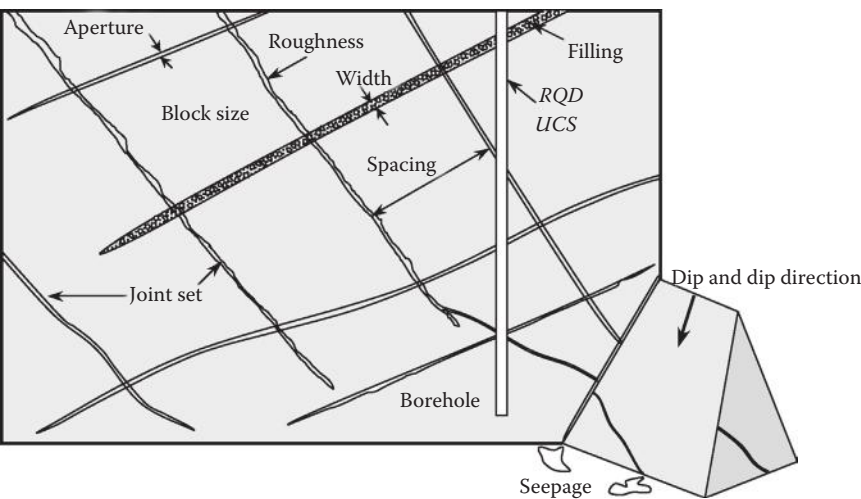 Aperture
Roughness
Filling
Width
RQD
UCS
Block size
Spacing
Dip and dip direction
Joint set
Borehole
Seepage